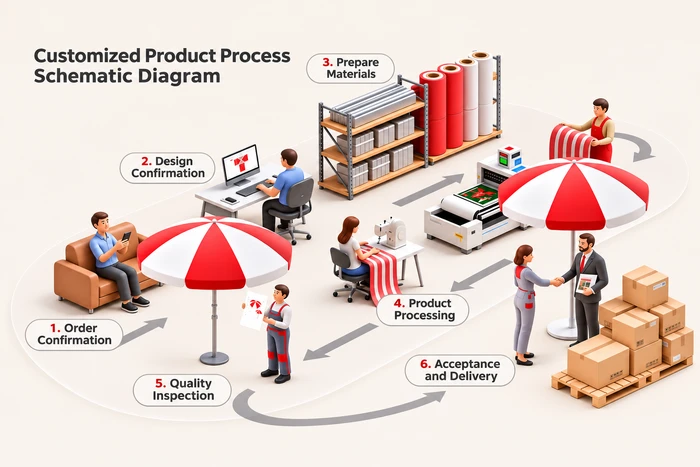 Customized Product Process
Schematic Diagram
1. Order
Confirmation
2. Design
Confirmation
3. Prepare
Materials
4. Product
Processing
5. Quality
Inspection
6. Acceptance
and Delivery